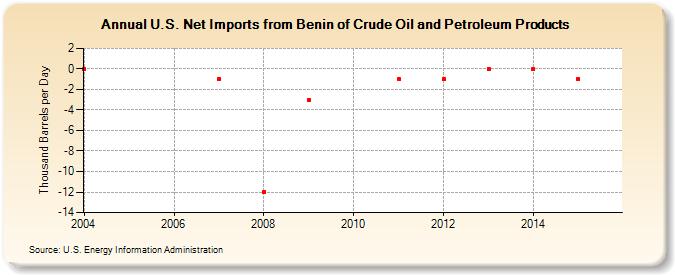 Annual U.S. Net Imports from Benin of Crude Oil and Petroleum Products
Thousand Barrels per Day
2
0
-2
-4
-6
-8
-10
-12
-14
2004 2006 2008 2010 2012 2014
Source: U.S. Energy Information Administration